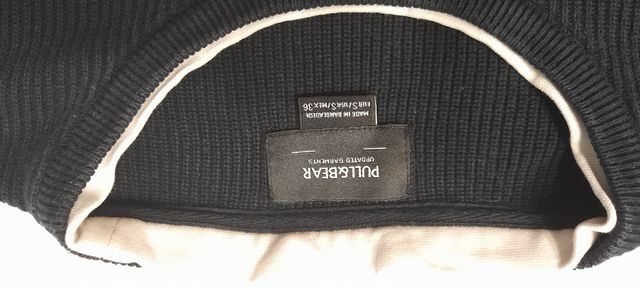 PULL&BEAR
UPDATED GARMENTS
EUR S/USA S/MEX 36
MADE IN BANGLADESH